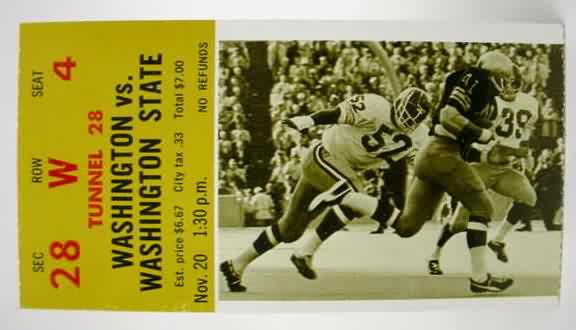 SEC ROW SEAT
28 W 4
TUNNEL 28
WASHINGTON vs.
WASHINGTON STATE
Est. price $6.67 City tax .33 Total $7.00
Nov. 20 1:30 p.m. NO REFUNDS
52
39